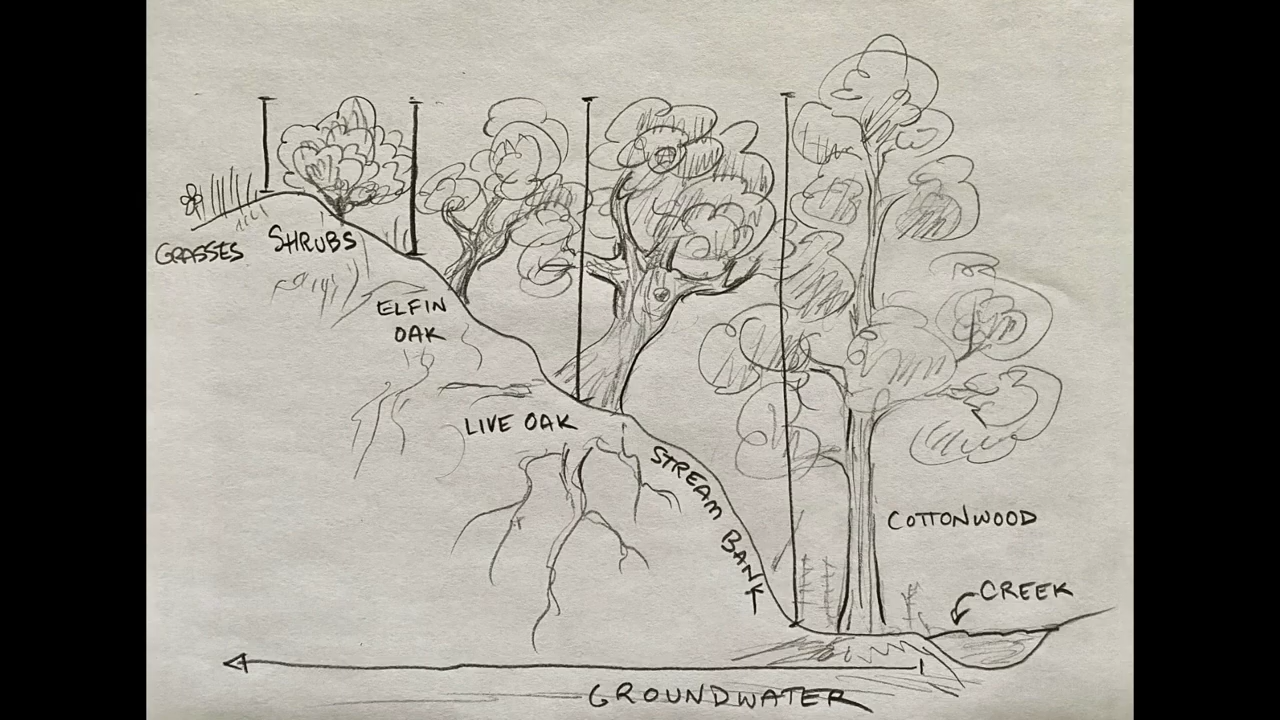 GRASSES
SHRUBS
ELFIN
OAK
LIVE OAK
STREAM BANK
COTTONWOOD
CREEK
GROUNDWATER